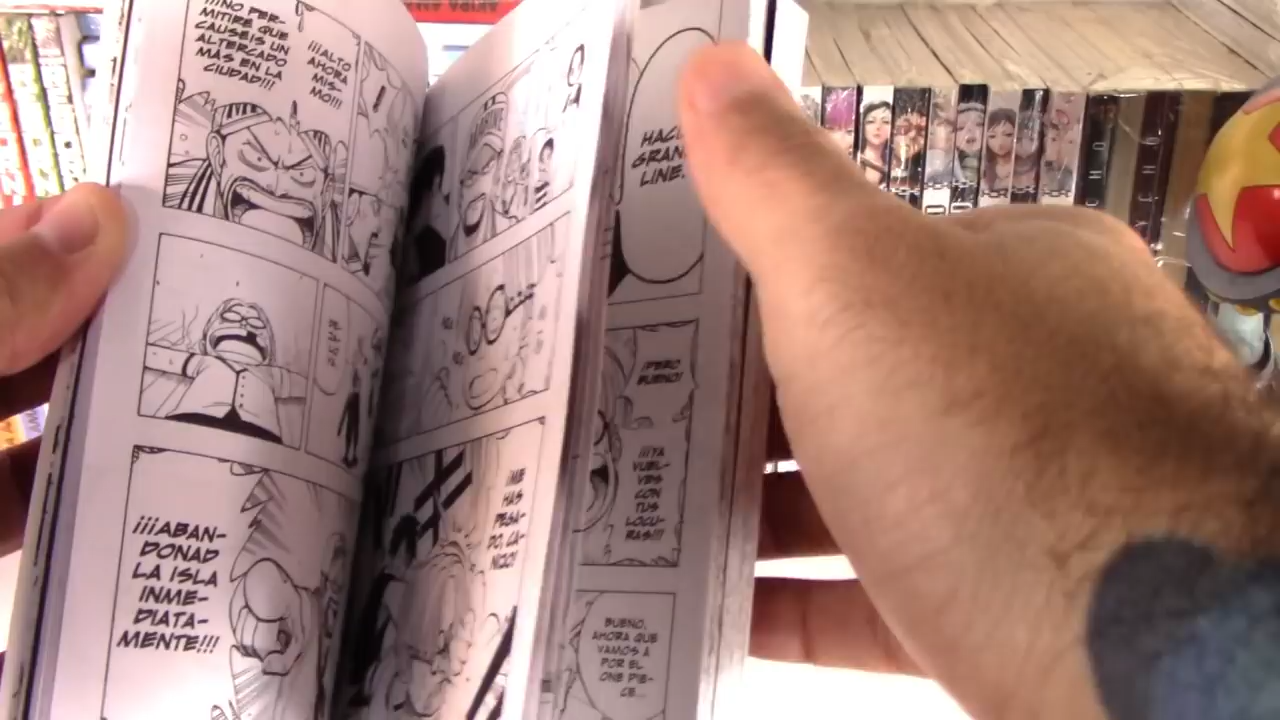 ¡¡¡NO PER-
MITIRÉ QUE
CAUSÉIS UN
ALTERCADO
MÁS EN LA
CIUDAD!!!
¡¡¡ALTO
AHORA
MIS-
MO!!!
¡¡¡ABAN-
DONAD
LA ISLA
INME-
DIATA-
MENTE!!!
MARINE
¡ME
HAS
PEGA-
DO, CA-
NIJO!
GRAN
LINE.
¡PERO
BUENO!
¡¡¡YA
VUEL-
VES
CON
TUS
LOCU-
RAS!!!
BUENO,
AHORA QUE
VAMOS A
POR EL
ONE PIE-
CE...